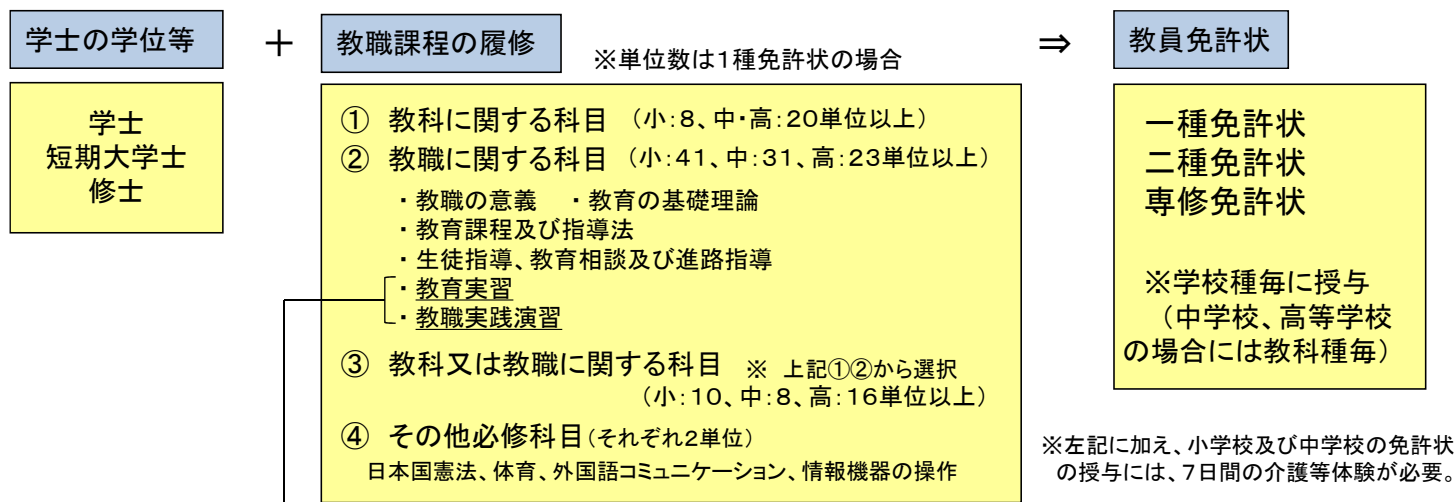 学士の学位等
＋
教職課程の履修
※単位数は1種免許状の場合
⇒
教員免許状
学士
短期大学士
修士
① 教科に関する科目 （小：8、中・高：20単位以上）
② 教職に関する科目 （小：41、中：31、高：23単位以上）
・教職の意義 ・教育の基礎理論
・教育課程及び指導法
・生徒指導、教育相談及び進路指導
・教育実習
・教職実践演習
③ 教科又は教職に関する科目 ※ 上記①②から選択
（小：10、中：8、高：16単位以上）
④ その他必修科目（それぞれ2単位）
日本国憲法、体育、外国語コミュニケーション、情報機器の操作
一種免許状
二種免許状
専修免許状
※学校種毎に授与
（中学校、高等学校
の場合には教科種毎）
※左記に加え、小学校及び中学校の免許状
の授与には、7日間の介護等体験が必要。